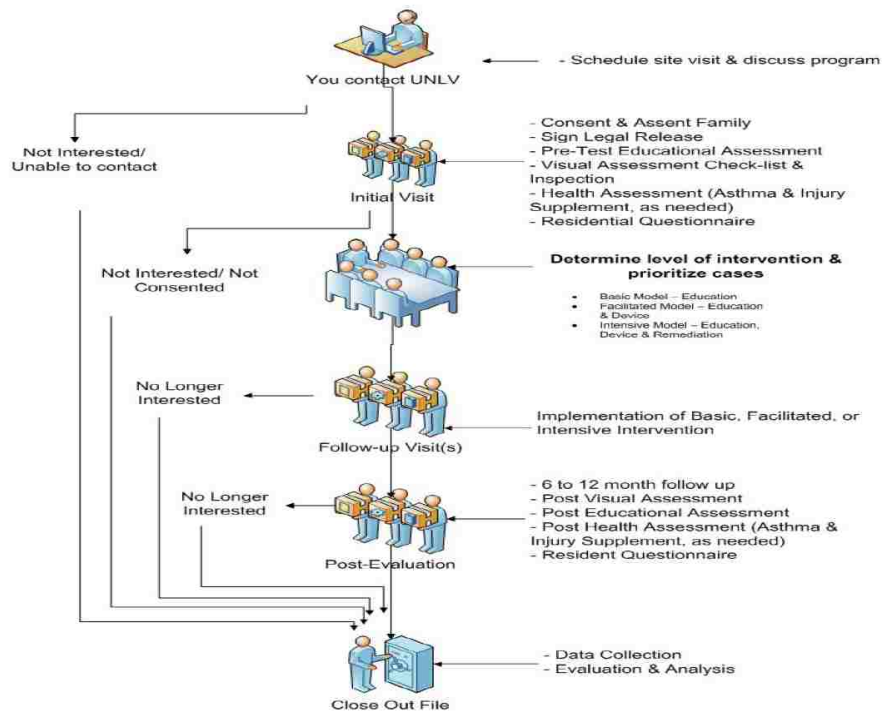 You contact UNLV
- Schedule site visit & discuss program
Not Interested/
Unable to contact
- Consent & Assent Family
- Sign Legal Release
- Pre-Test Educational Assessment
- Visual Assessment Check-list &
Inspection
- Health Assessment (Asthma & Injury
Supplement, as needed)
- Residential Questionnaire
Initial Visit
Not Interested/ Not
Consented
Determine level of intervention &
prioritize cases
• Basic Model – Education
• Facilitated Model – Education
& Device
• Intensive Model – Education,
Device & Remediation
No Longer
Interested
Implementation of Basic, Facilitated, or
Intensive Intervention
Follow-up Visit(s)
No Longer
Interested
- 6 to 12 month follow up
- Post Visual Assessment
- Post Educational Assessment
- Post Health Assessment (Asthma &
Injury Supplement, as needed)
- Resident Questionnaire
Post-Evaluation
- Data Collection
- Evaluation & Analysis
Close Out File